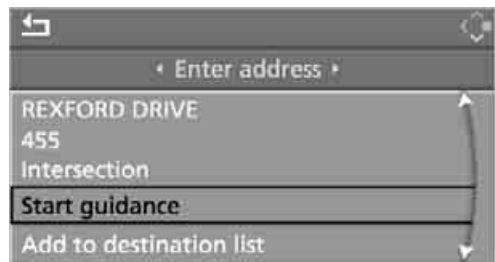 Enter address
REXFORD DRIVE
455
Intersection
Start guidance
Add to destination list